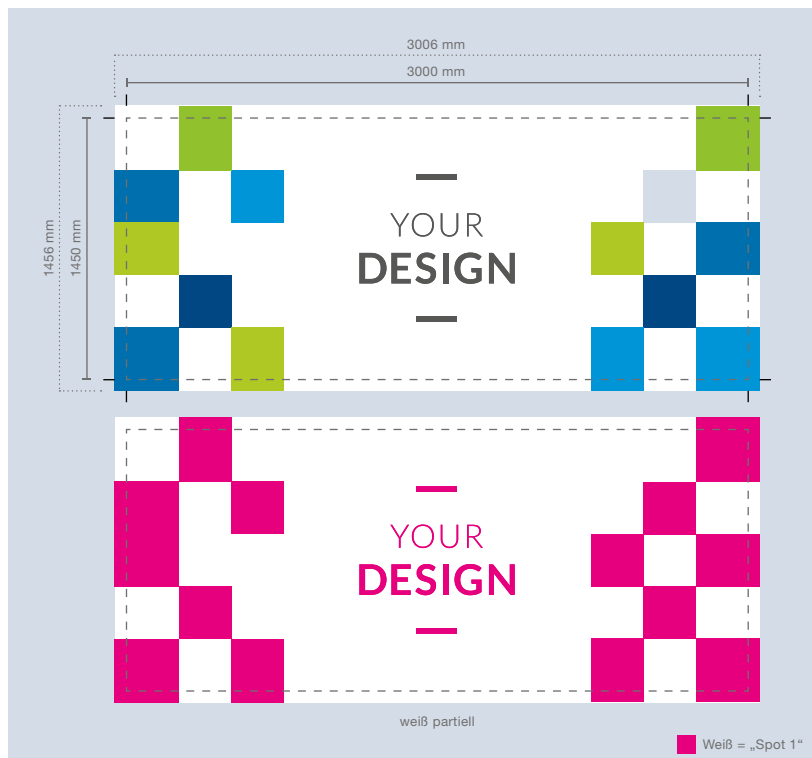 3006 mm
3000 mm
1456 mm
1450 mm
YOUR
DESIGN
YOUR
DESIGN
weiß partiell
Weiß = „Spot 1“